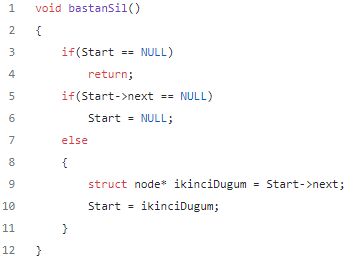 1 void bastanSil()
2 {
3 if(Start == NULL)
4 return;
5 if(Start->next == NULL)
6 Start = NULL;
7 else
8 {
9 struct node* ikinciDugum = Start->next;
10 Start = ikinciDugum;
11 }
12 }